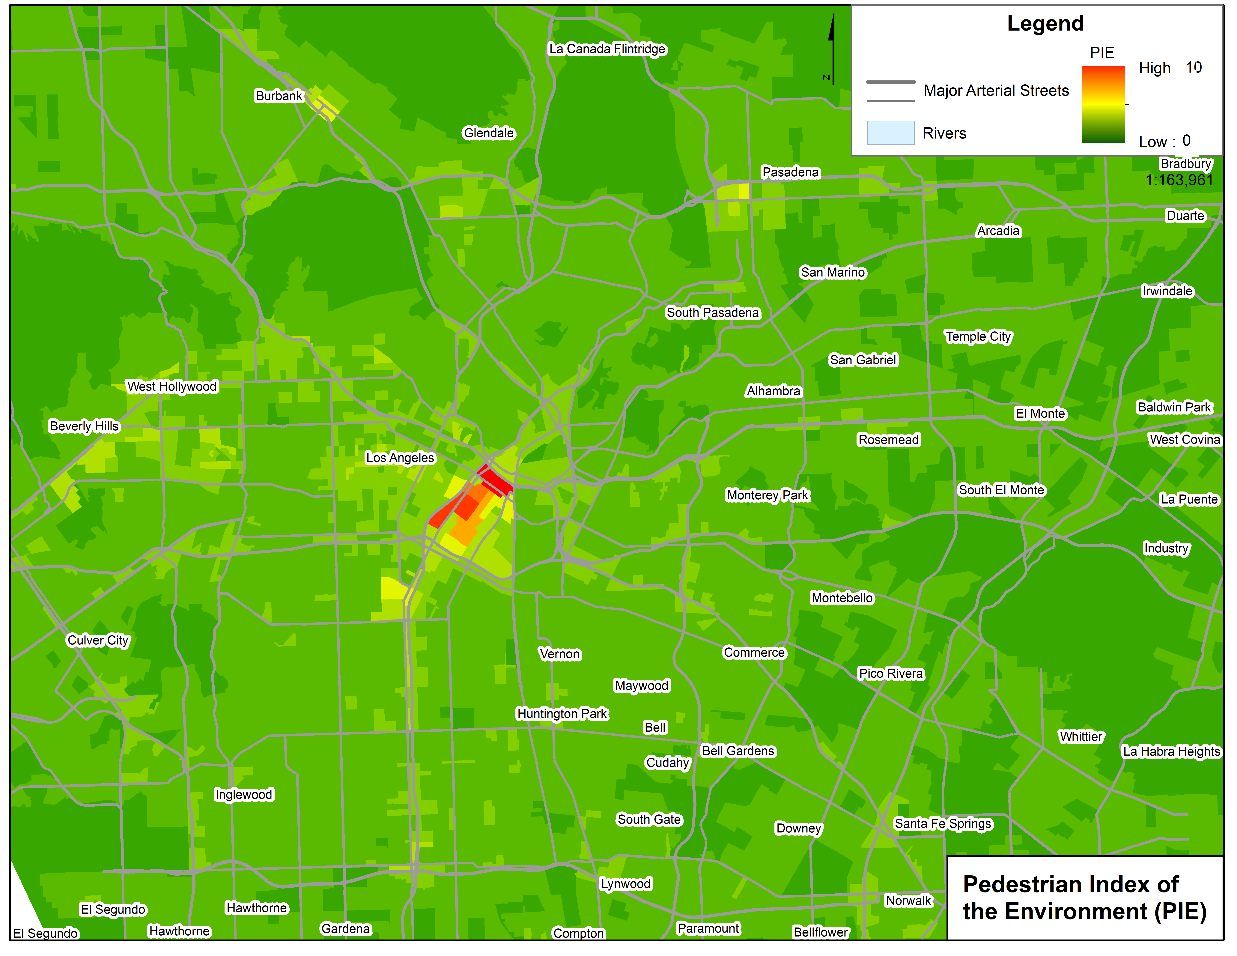 Legend
PIE
High 10
Major Arterial Streets
Rivers
Low : 0
N
La Canada Flintridge
Burbank
Glendale
Bradbury
1:163,961
Pasadena
Duarte
Arcadia
San Marino
Irwindale
South Pasadena
Temple City
San Gabriel
West Hollywood
Alhambra
Baldwin Park
El Monte
Beverly Hills
Rosemead
West Covina
Los Angeles
South El Monte
Monterey Park
La Puente
Industry
Montebello
Culver City
Vernon
Commerce
Pico Rivera
Maywood
Huntington Park
Bell
Whittier
Bell Gardens
La Habra Heights
Cudahy
Inglewood
South Gate
Downey
Santa Fe Springs
Lynwood
Pedestrian Index of
the Environment (PIE)
Norwalk
El Segundo
Hawthorne
El Segundo
Hawthorne
Gardena
Compton
Paramount
Bellflower